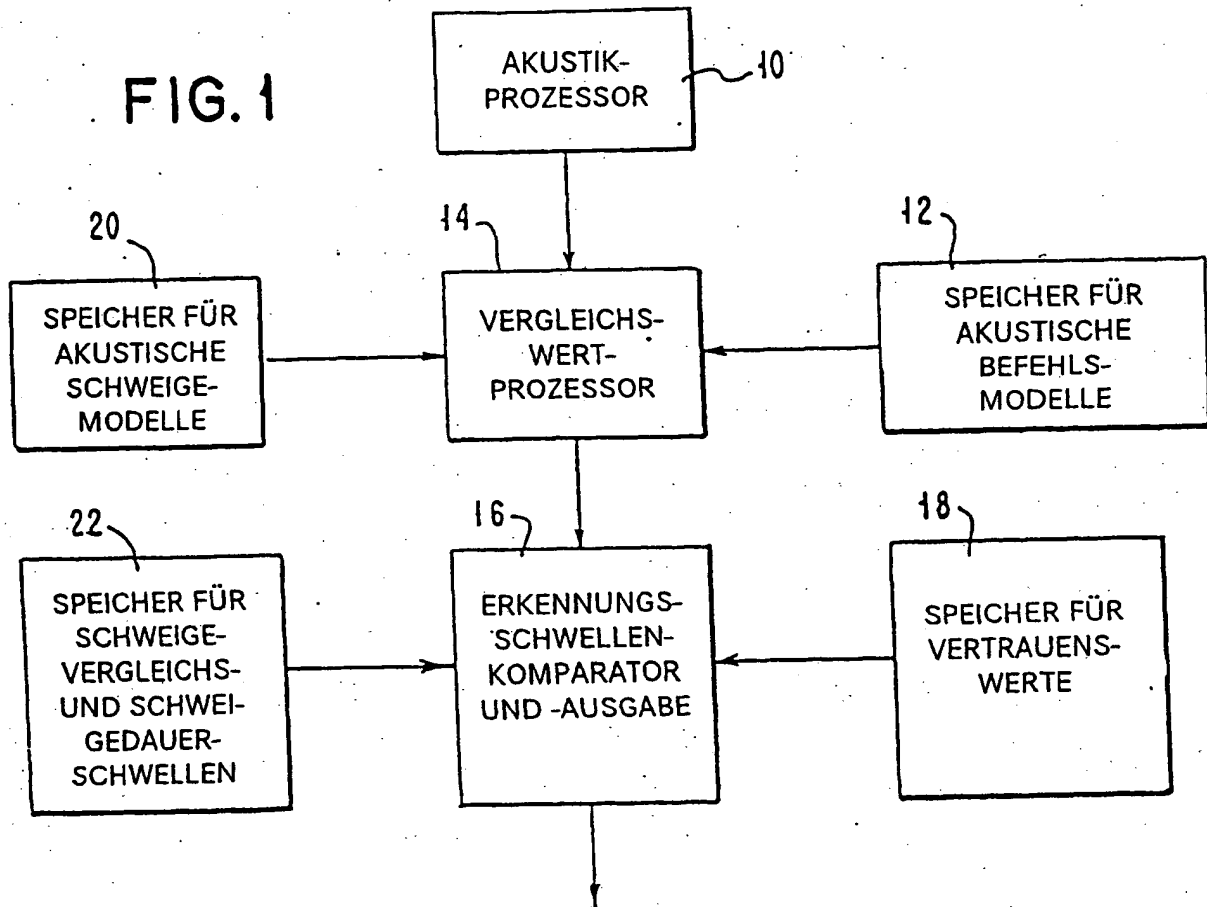 FIG. 1
AKUSTIK-
PROZESSOR
10
20
SPEICHER FÜR
AKUSTISCHE
SCHWEIGE-
MODELLE
14
VERGLEICHS-
WERT-
PROZESSOR
12
SPEICHER FÜR
AKUSTISCHE
BEFEHLS-
MODELLE
22
SPEICHER FÜR
SCHWEIGE-
VERGLEICHS-
UND SCHWEI-
GEDAUER-
SCHWELLEN
16
ERKENNUNGS-
SCHWELLEN-
KOMPARATOR
UND -AUSGABE
18
SPEICHER FÜR
VERTRAUENS-
WERTE